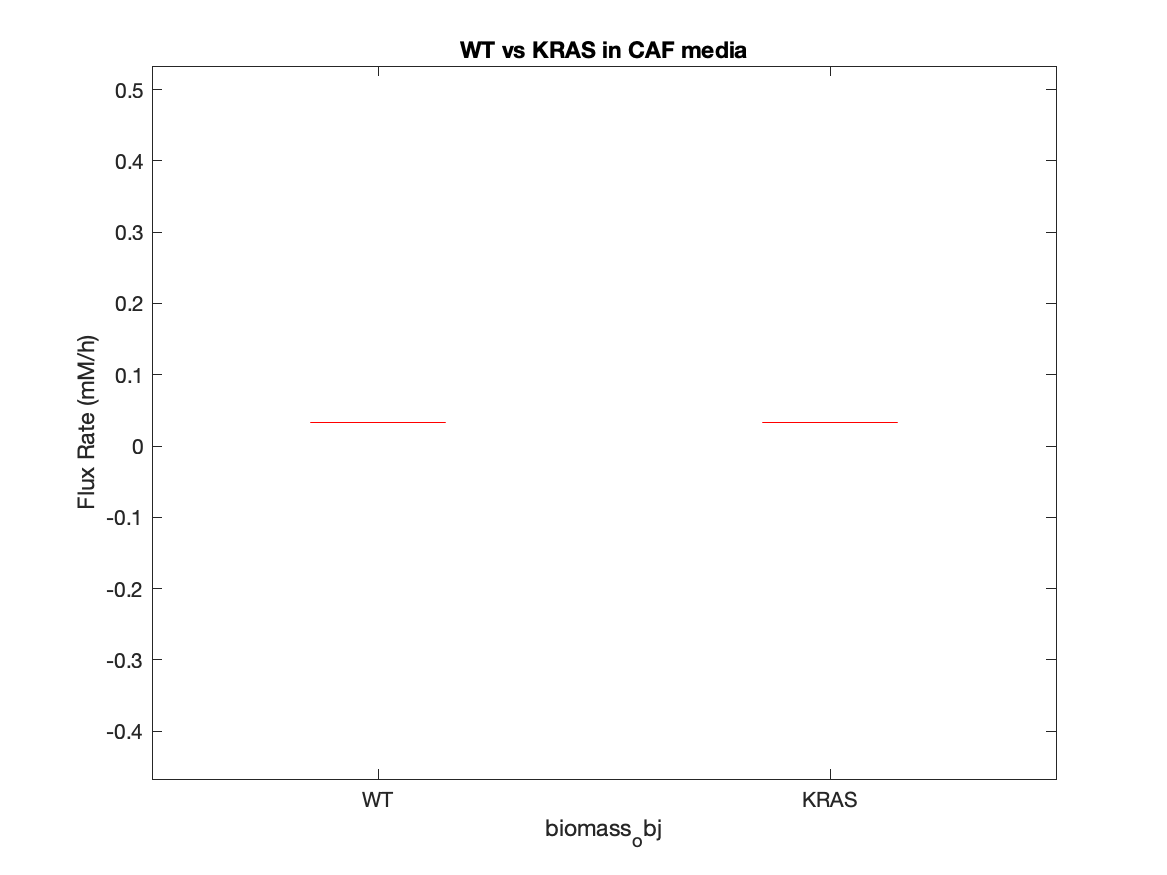 WT vs KRAS in CAF media
0.5
0.4
0.3
0.2
0.1
0
-0.1
-0.2
-0.3
-0.4
Flux Rate (mM/h)
WT KRAS
biomass_obj